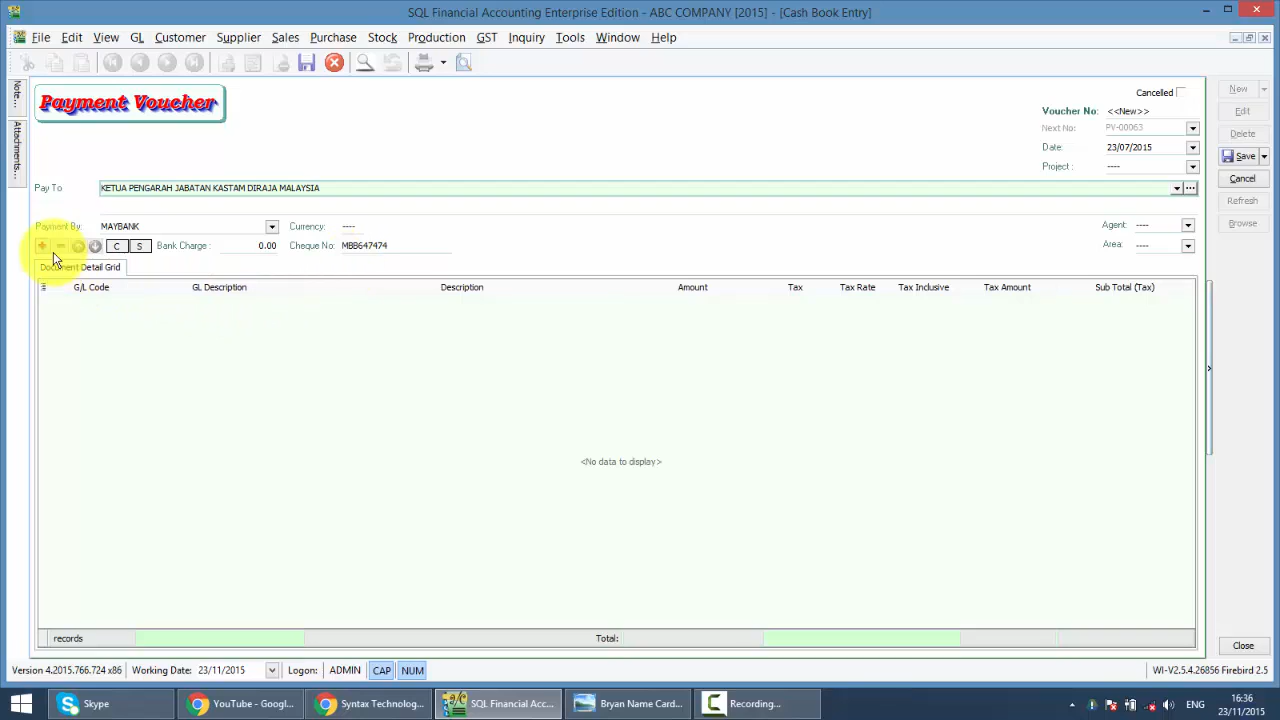 SQL Financial Accounting Enterprise Edition - ABC COMPANY [2015] - [Cash Book Entry]
File Edit View GL Customer Supplier Sales Purchase Stock Production GST Inquiry Tools Window Help
Note...
Attachments...
Payment Voucher
Cancelled
Voucher No: <<New>>
Next No: PV-00063
Date: 23/07/2015
Project : ----
Pay To KETUA PENGARAH JABATAN KASTAM DIRAJA MALAYSIA
Payment By: MAYBANK Currency: ---- Agent: ----
C S Bank Charge : 0.00 Cheque No: MBB647474 Area: ----
Document Detail Grid
G/L Code GL Description Description Amount Tax Tax Rate Tax Inclusive Tax Amount Sub Total (Tax)
<No data to display>
records Total:
New
Edit
Delete
Save
Cancel
Refresh
Browse
Close
Version 4.2015.766.724 x86 Working Date: 23/11/2015 Logon: ADMIN CAP NUM WI-V2.5.4.26856 Firebird 2.5
Skype YouTube - Googl... Syntax Technolog... SQL Financial Acc... Bryan Name Card... Recording...
16:36
23/11/2015